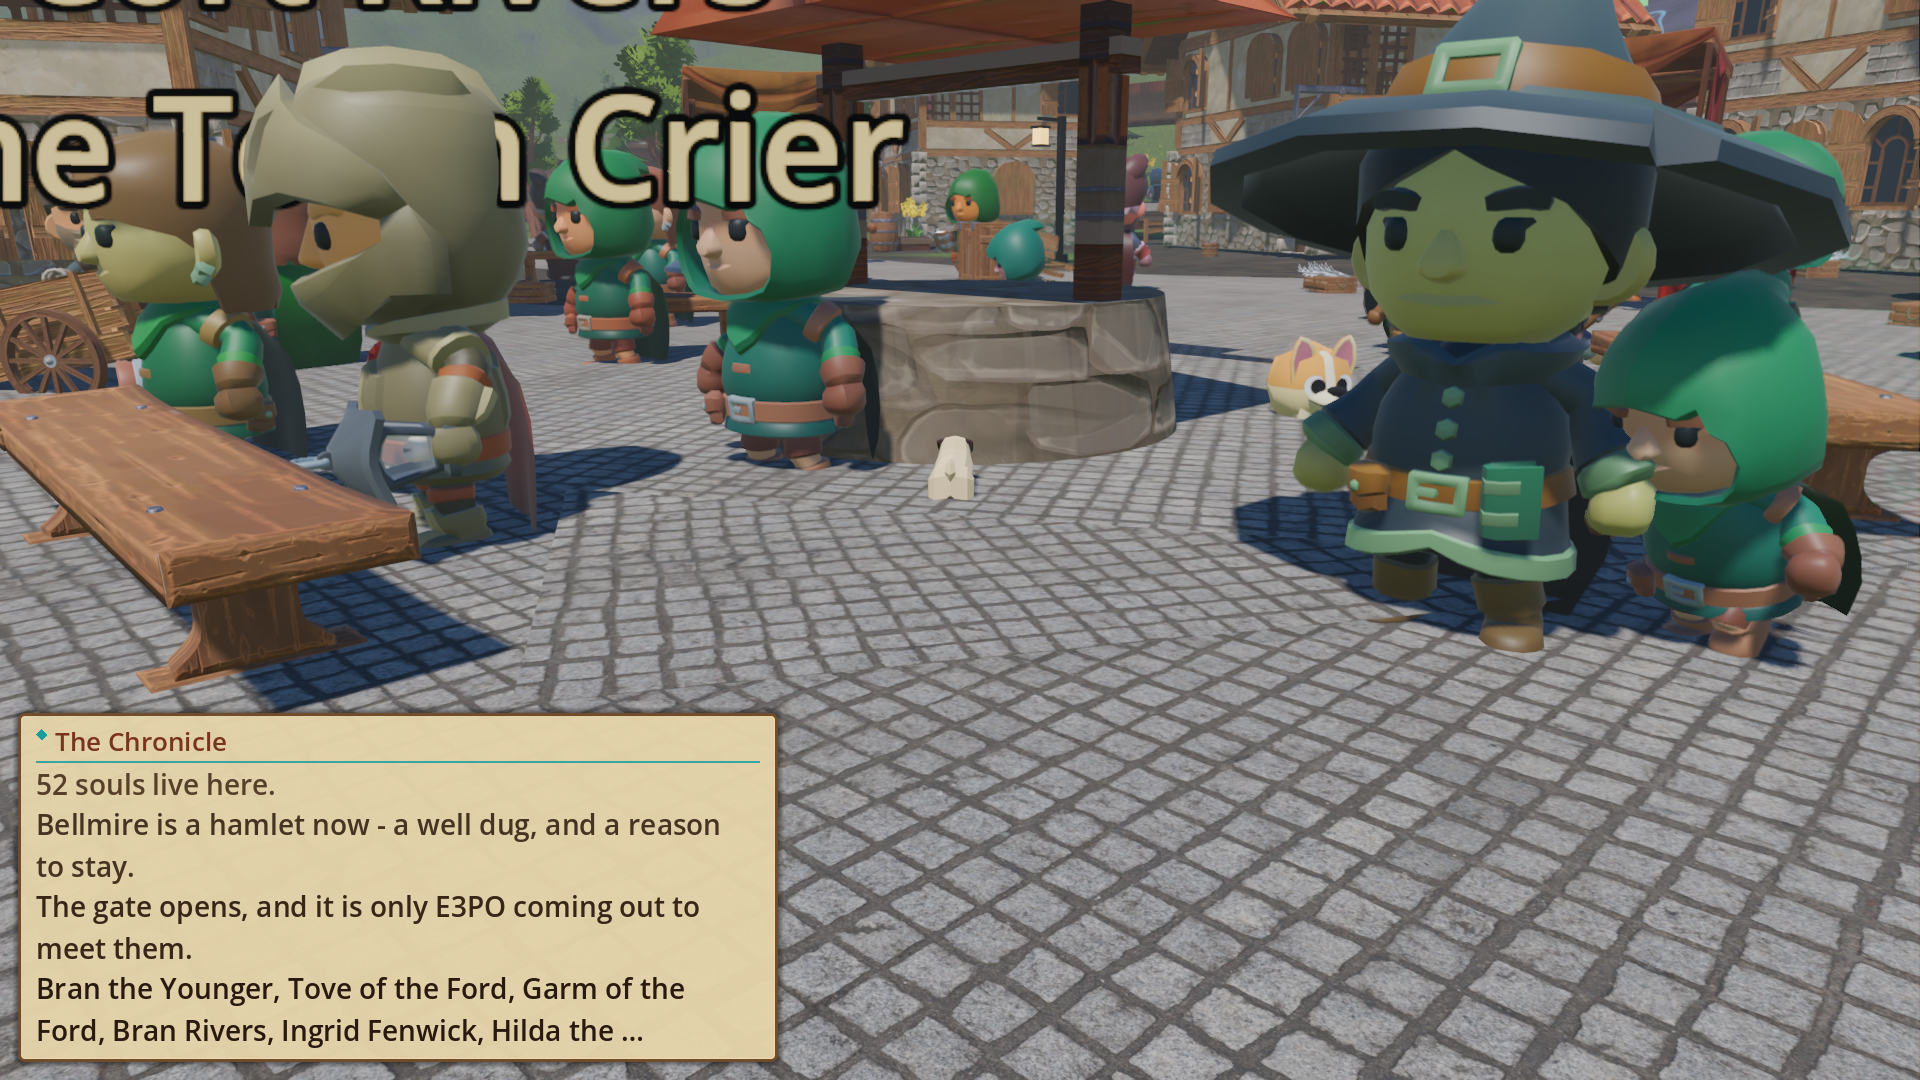 Crier
The Chronicle
52 souls live here.
Bellmire is a hamlet now - a well dug, and a reason
to stay.
The gate opens, and it is only E3PO coming out to
meet them.
Bran the Younger, Tove of the Ford, Garm of the
Ford, Bran Rivers, Ingrid Fenwick, Hilda the ...